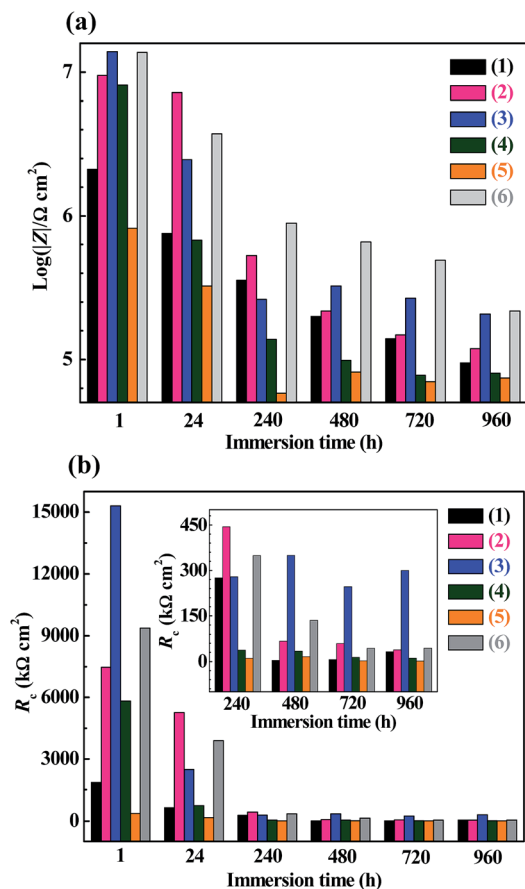 (a)
7
6
5
Log(|Z|/Ω cm²)
(1)
(2)
(3)
(4)
(5)
(6)
1 24 240 480 720 960
Immersion time (h)
(b)
15000
12000
9000
6000
3000
0
R_c (kΩ cm²)
450
300
150
0
R_c (kΩ cm²)
240 480 720 960
Immersion time (h)
(1)
(2)
(3)
(4)
(5)
(6)
1 24 240 480 720 960
Immersion time (h)